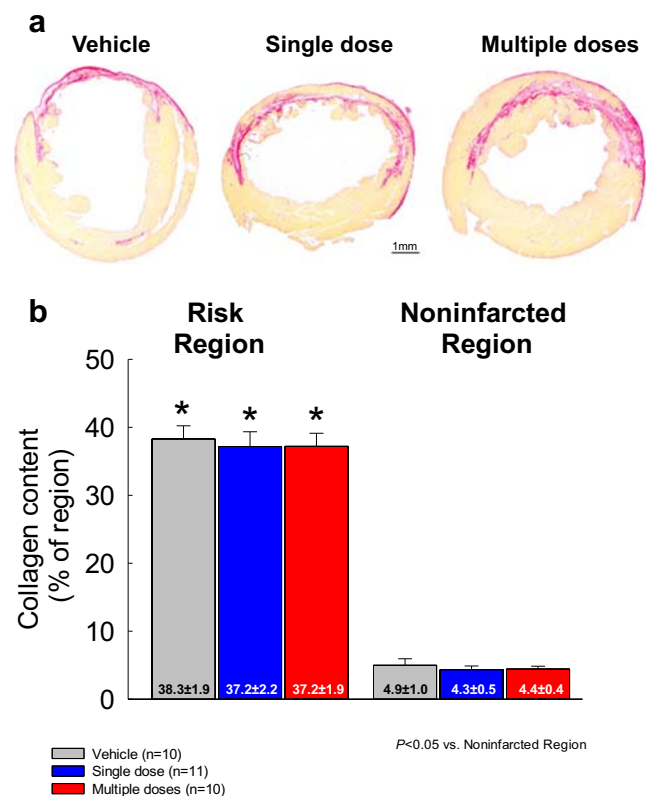 a
Vehicle
Single dose
Multiple doses
1mm
b
Risk
Region
Noninfarcted
Region
Collagen content
(% of region)
50
40
30
20
10
0
*
*
*
38.3±1.9
37.2±2.2
37.2±1.9
4.9±1.0
4.3±0.5
4.4±0.4
P<0.05 vs. Noninfarcted Region
Vehicle (n=10)
Single dose (n=11)
Multiple doses (n=10)